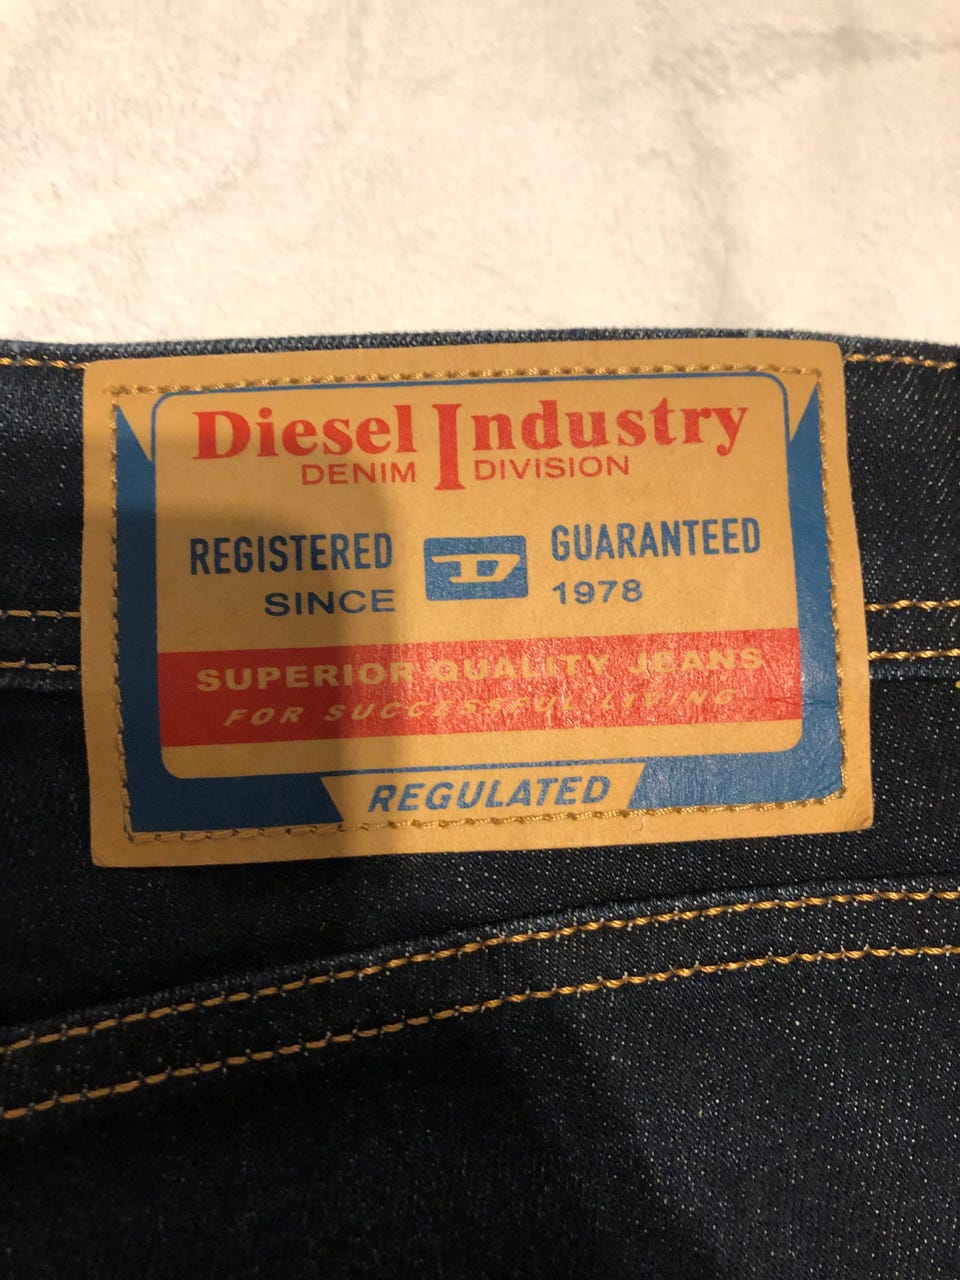 Diesel Industry
DENIM DIVISION
REGISTERED D GUARANTEED
SINCE 1978
SUPERIOR QUALITY JEANS
FOR SUCCESSFUL LIVING
REGULATED